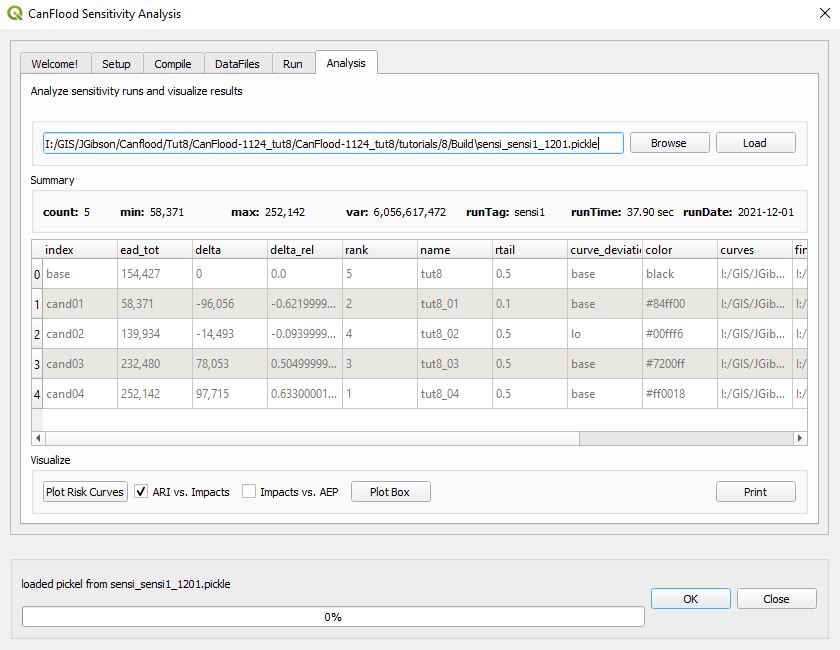 CanFlood Sensitivity Analysis
Welcome! Setup Compile DataFiles Run Analysis
Analyze sensitivity runs and visualize results
I:/GIS/JGibson/Canflood/Tut8/CanFlood-1124_tut8/CanFlood-1124_tut8/tutorials/8/Build\sensi_sensi1_1201.pickle Browse Load
Summary
count: 5 min: 58,371 max: 252,142 var: 6,056,617,472 runTag: sensi1 runTime: 37.90 sec runDate: 2021-12-01
index ead_tot delta delta_rel rank name rtail curve_deviatio color curves fin
0 base 154,427 0 0.0 5 tut8 0.5 base black I:/GIS/JGib... I:/
1 cand01 58,371 -96,056 -0.6219999... 2 tut8_01 0.1 base #84ff00 I:/GIS/JGib... I:/
2 cand02 139,934 -14,493 -0.0939999... 4 tut8_02 0.5 lo #00fff6 I:/GIS/JGib... I:/
3 cand03 232,480 78,053 0.50499999... 3 tut8_03 0.5 base #7200ff I:/GIS/JGib... I:/
4 cand04 252,142 97,715 0.63300001... 1 tut8_04 0.5 base #ff0018 I:/GIS/JGib... I:/
Visualize
Plot Risk Curves ARI vs. Impacts Impacts vs. AEP Plot Box Print
loaded pickel from sensi_sensi1_1201.pickle
0% OK Close